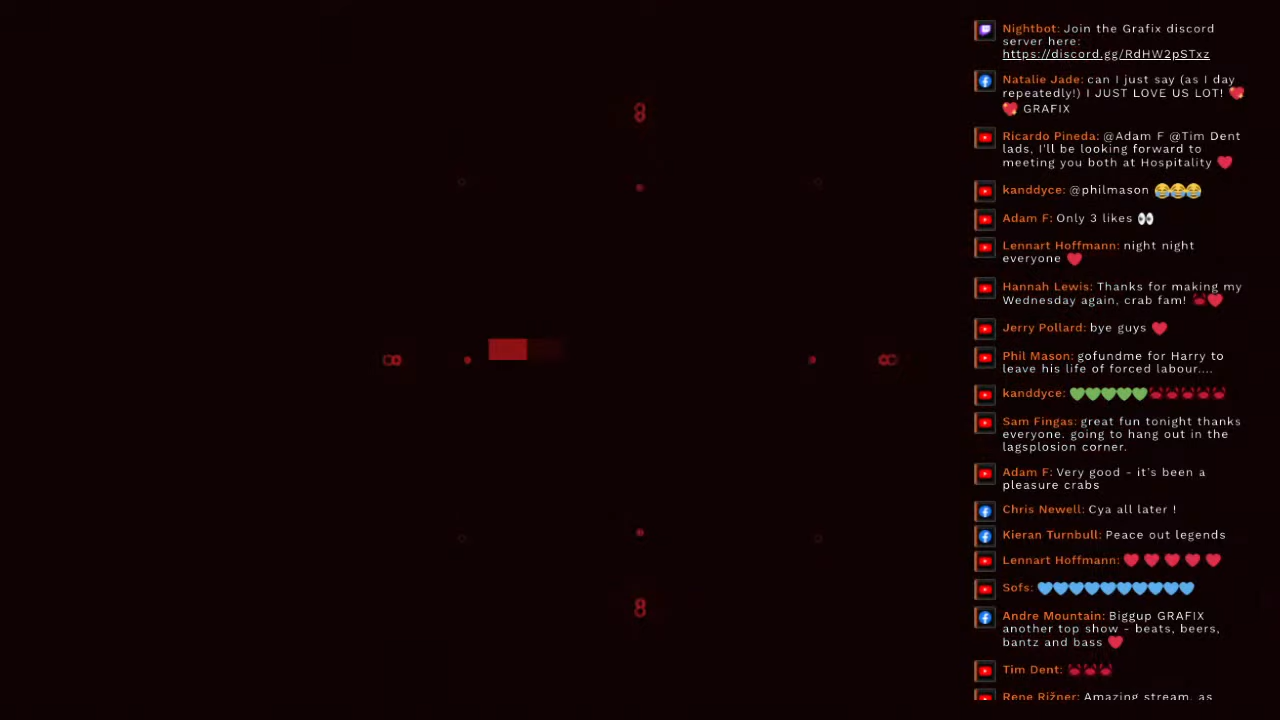 Nightbot: Join the Grafix discord
server here:
https://discord.gg/RdHW2pSTxz
Natalie Jade: can I just say (as I day
repeatedly!) I JUST LOVE US LOT! 💖
💖 GRAFIX
Ricardo Pineda: @Adam F @Tim Dent
lads, I'll be looking forward to
meeting you both at Hospitality ❤️
kanddyce: @philmason 😂😂😂
Adam F: Only 3 likes 👀
Lennart Hoffmann: night night
everyone ❤️
Hannah Lewis: Thanks for making my
Wednesday again, crab fam! 🦀❤️
Jerry Pollard: bye guys ❤️
Phil Mason: gofundme for Harry to
leave his life of forced labour....
kanddyce: 💚💚💚💚💚🦀🦀🦀🦀🦀
Sam Fingas: great fun tonight thanks
everyone. going to hang out in the
lagsplosion corner.
Adam F: Very good - it's been a
pleasure crabs
Chris Newell: Cya all later !
Kieran Turnbull: Peace out legends
Lennart Hoffmann: ❤️ ❤️ ❤️ ❤️ ❤️
Sofs: 💙💙💙💙💙💙💙💙💙💙
Andre Mountain: Biggup GRAFIX
another top show - beats, beers,
bantz and bass ❤️
Tim Dent: 🦀🦀🦀
Rene Rižner: Amazing stream, as